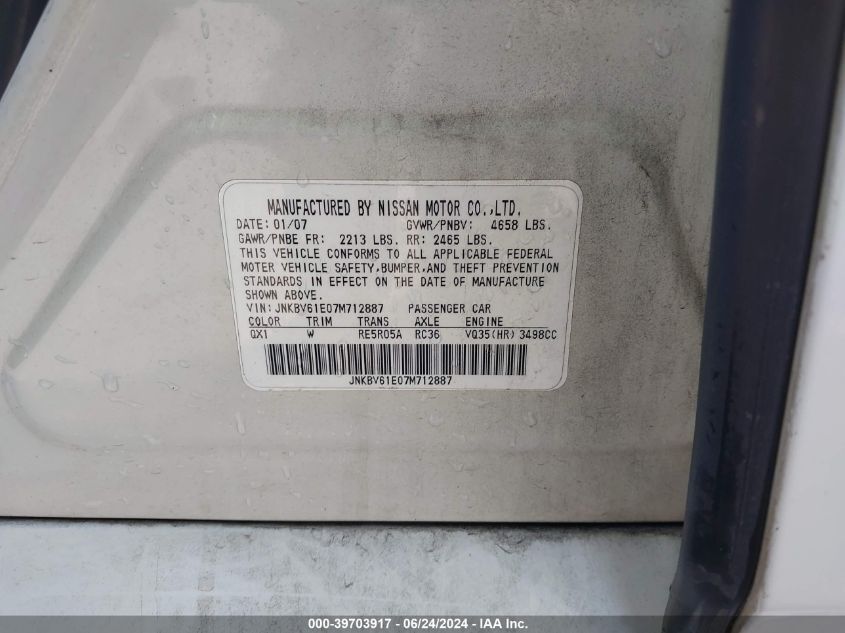 MANUFACTURED BY NISSAN MOTOR CO.,LTD.
DATE: 01/07 GVWR/PNBV: 4658 LBS.
GAWR/PNBE FR: 2213 LBS. RR: 2465 LBS.
THIS VEHICLE CONFORMS TO ALL APPLICABLE FEDERAL
MOTER VEHICLE SAFETY,BUMPER,AND THEFT PREVENTION
STANDARDS IN EFFECT ON THE DATE OF MANUFACTURE
SHOWN ABOVE.
VIN: JNKBV61E07M712887 PASSENGER CAR
COLOR TRIM TRANS AXLE ENGINE
QX1 W RE5R05A RC36 VQ35(HR) 3498CC
JNKBV61E07M712887
000-39703917 - 06/24/2024 - IAAI.com